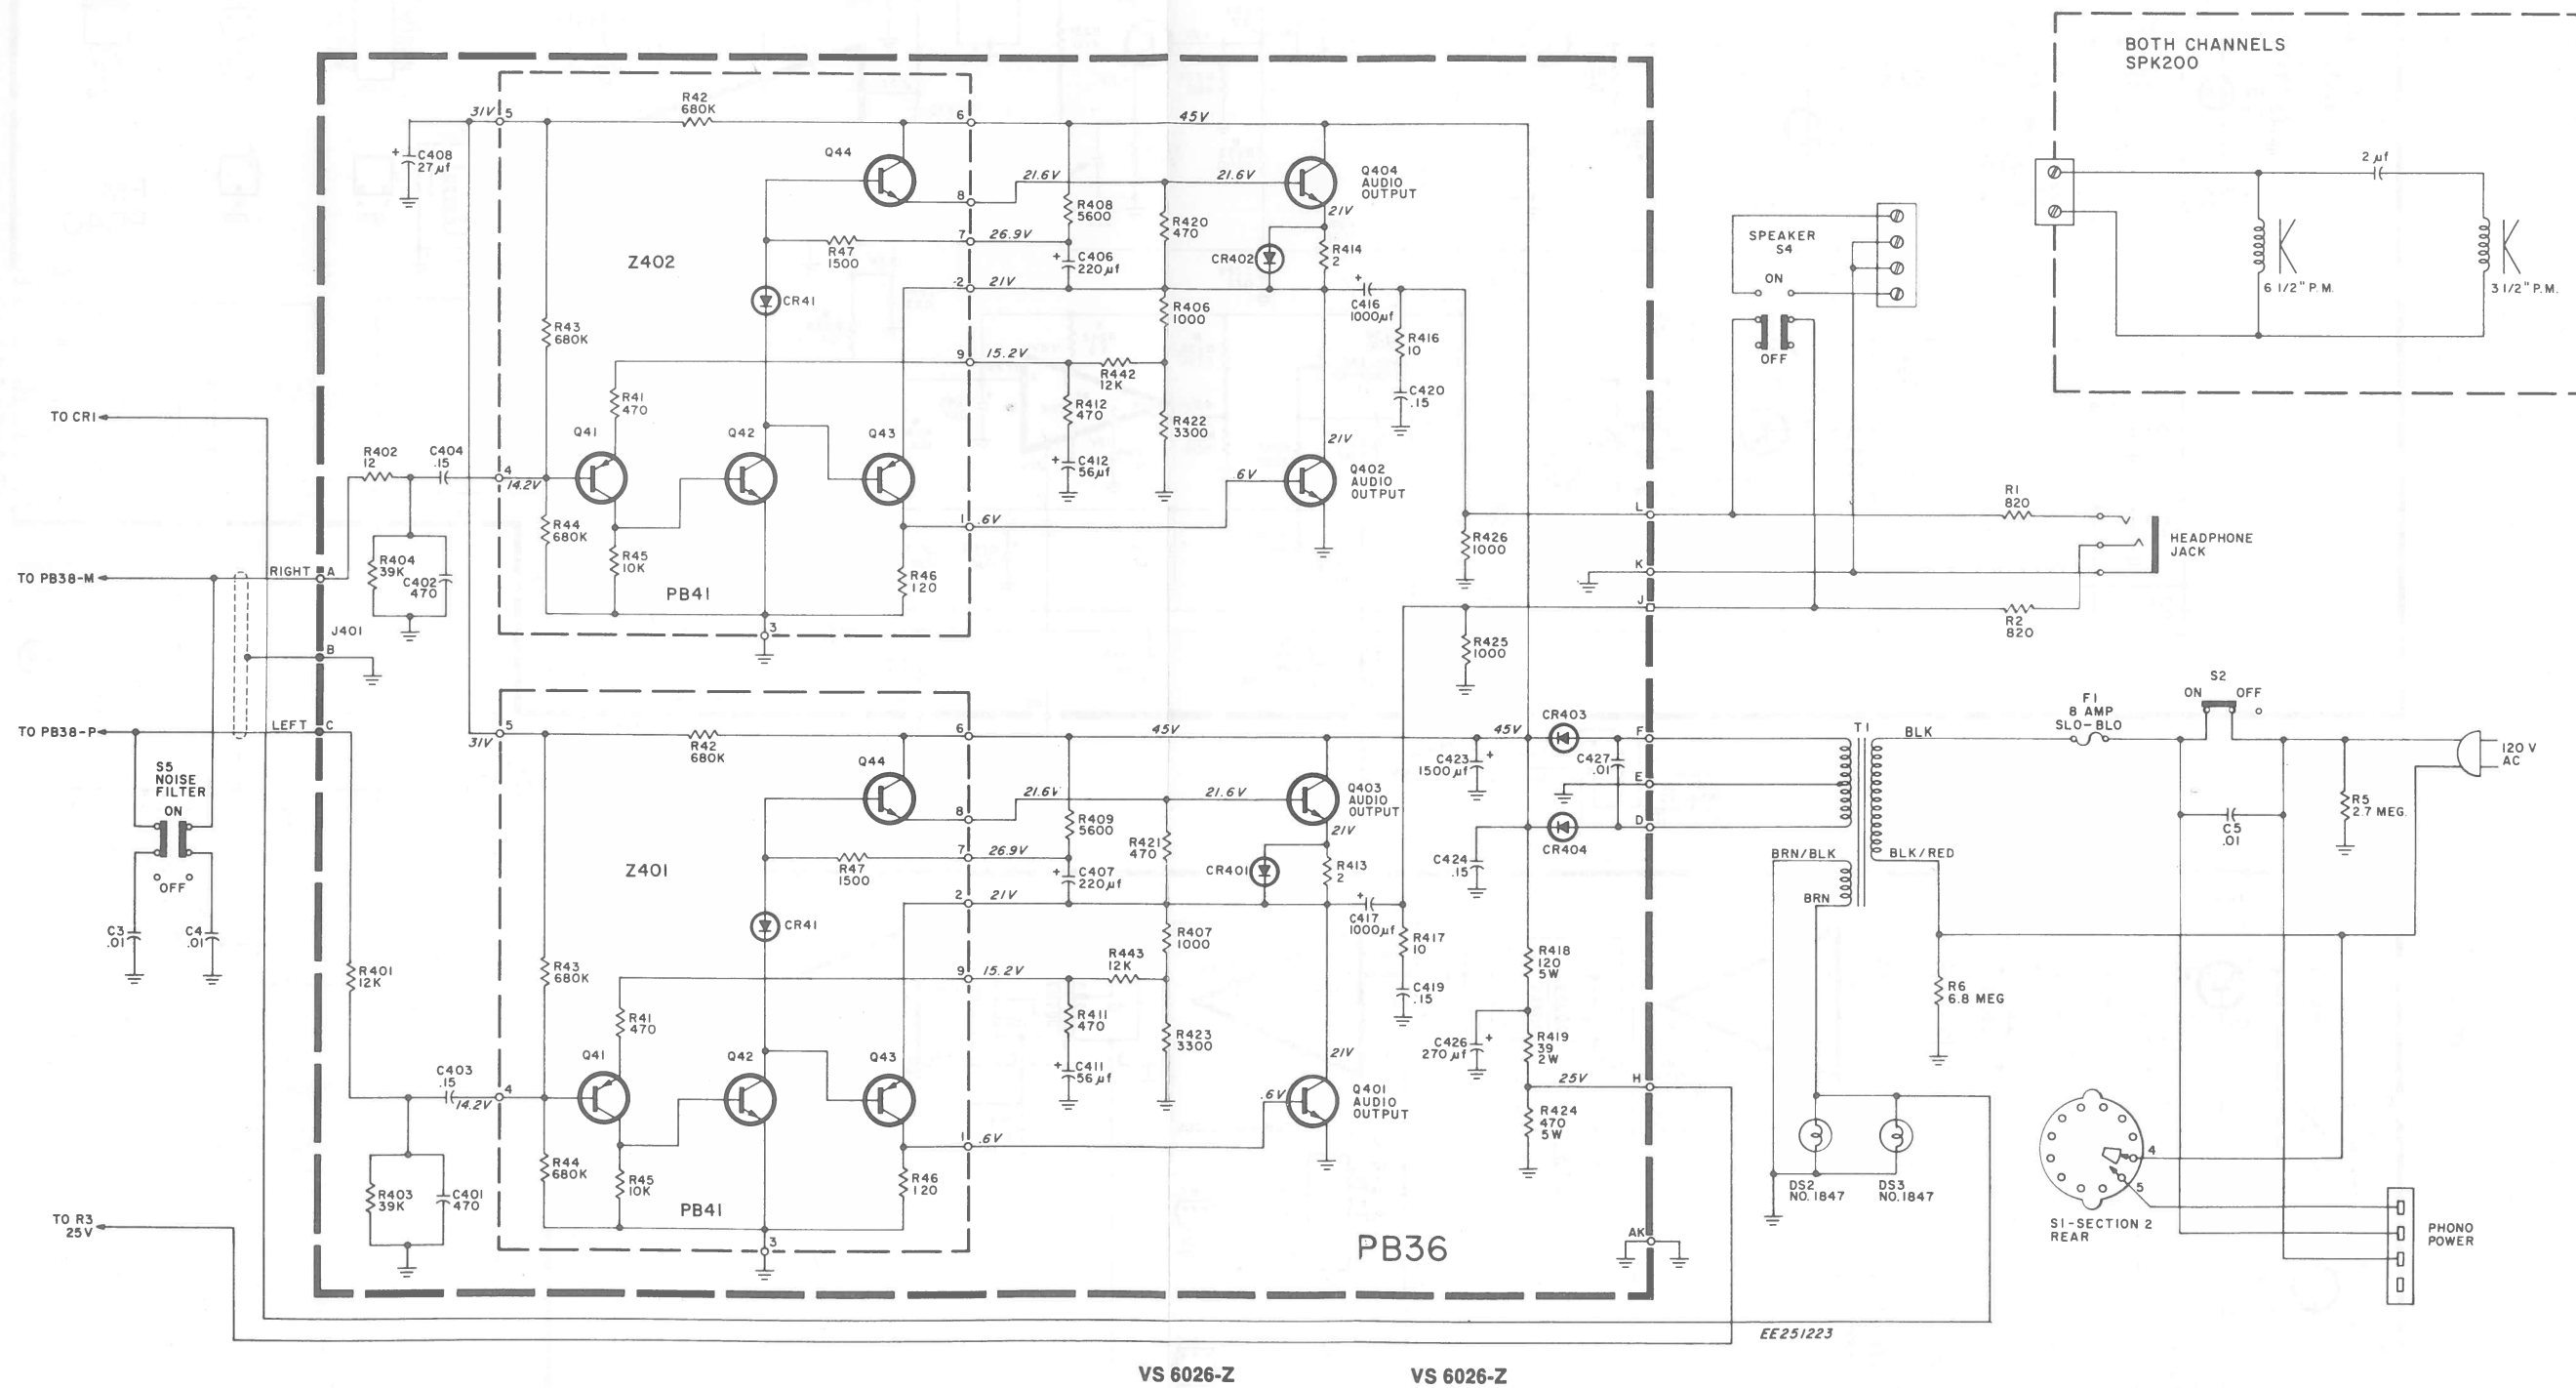 BOTH CHANNELS
SPK200
2 µf
6 1/2" P.M.
3 1/2" P.M.
31V
5
R42
680K
6
45V
C408
27µf
+
Q44
8
21.6V
R408
5600
R420
470
21.6V
Q404
AUDIO
OUTPUT
21V
R47
1500
7
26.9V
Z402
CR402
R414
2
C406
220µf
+
2
21V
CR41
C416
1000µf
+
R406
1000
R416
10
R43
680K
9
15.2V
R442
12K
C420
.15
R41
470
R412
470
R422
3300
Q41
Q42
Q43
21V
C412
56µf
+
Q402
AUDIO
OUTPUT
.6V
4
14.2V
R402
12
C404
.15
R44
680K
R45
10K
1
.6V
R46
120
PB41
3
R404
39K
C402
470
SPEAKER
S4
ON
OFF
TO CR1
TO PB38-M
RIGHT
A
J401
B
TO PB38-P
LEFT
C
L
R426
1000
K
J
R425
1000
R1
820
R2
820
HEADPHONE
JACK
S5
NOISE
FILTER
ON
OFF
C3
.01
C4
.01
R401
12K
31V
5
R42
680K
6
45V
45V
Q44
8
21.6V
R409
5600
R421
470
21.6V
Q403
AUDIO
OUTPUT
21V
R47
1500
7
26.9V
Z401
CR401
R413
2
C407
220µf
+
2
21V
CR41
C417
1000µf
+
R407
1000
R417
10
R43
680K
9
15.2V
R443
12K
C419
.15
R41
470
R411
470
R423
3300
Q41
Q42
Q43
21V
C411
56µf
+
Q401
AUDIO
OUTPUT
.6V
C403
.15
4
14.2V
R44
680K
R45
10K
1
.6V
R46
120
PB41
3
R403
39K
C401
470
CR403
F
C423
1500µf
+
C427
.01
E
D
CR404
C424
.15
R418
120
5W
C426
270µf
+
R419
39
2W
25V
H
R424
470
5W
AK
PB36
T1
BLK
BRN/BLK
BLK/RED
BRN
F1
8 AMP
SLO-BLO
S2
ON
OFF
120 V
AC
R5
2.7 MEG.
C5
.01
R6
6.8 MEG
DS2
NO. 1847
DS3
NO. 1847
4
5
S1-SECTION 2
REAR
PHONO
POWER
TO R3
25V
EE251223
VS 6026-Z
VS 6026-Z